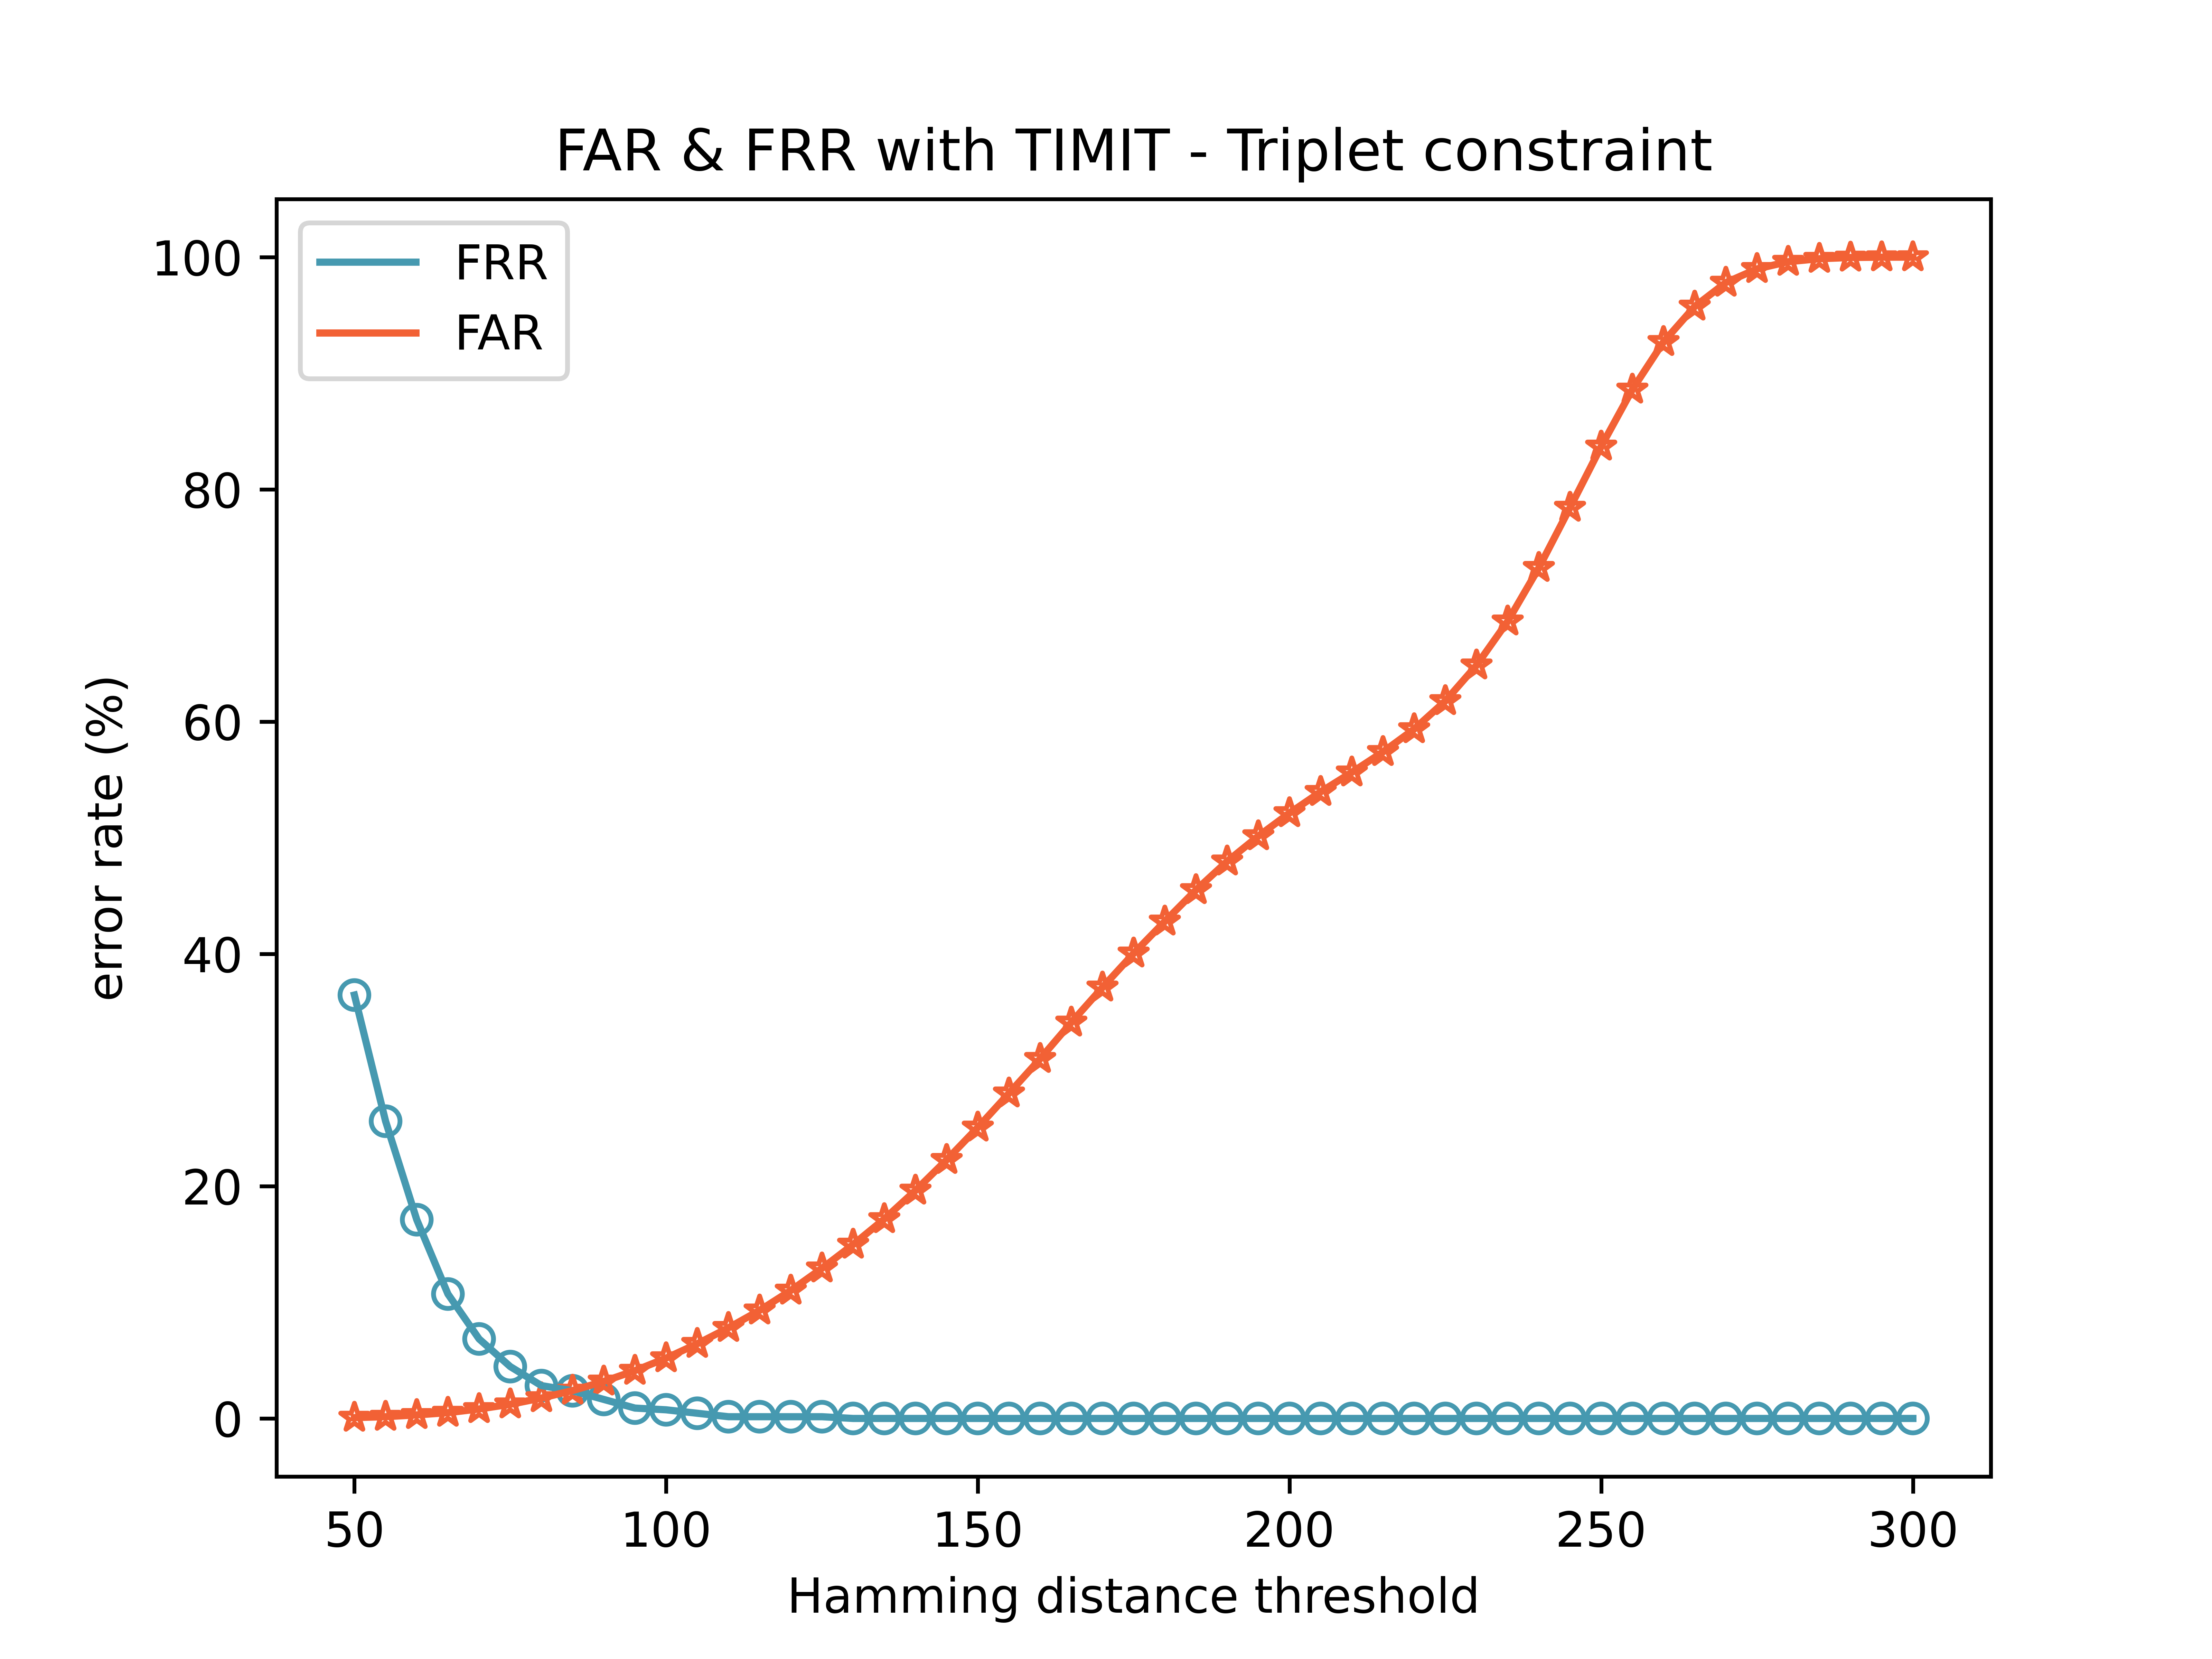 FAR & FRR with TIMIT - Triplet constraint
FRR
FAR
100
80
60
40
20
0
error rate (%)
50 100 150 200 250 300
Hamming distance threshold